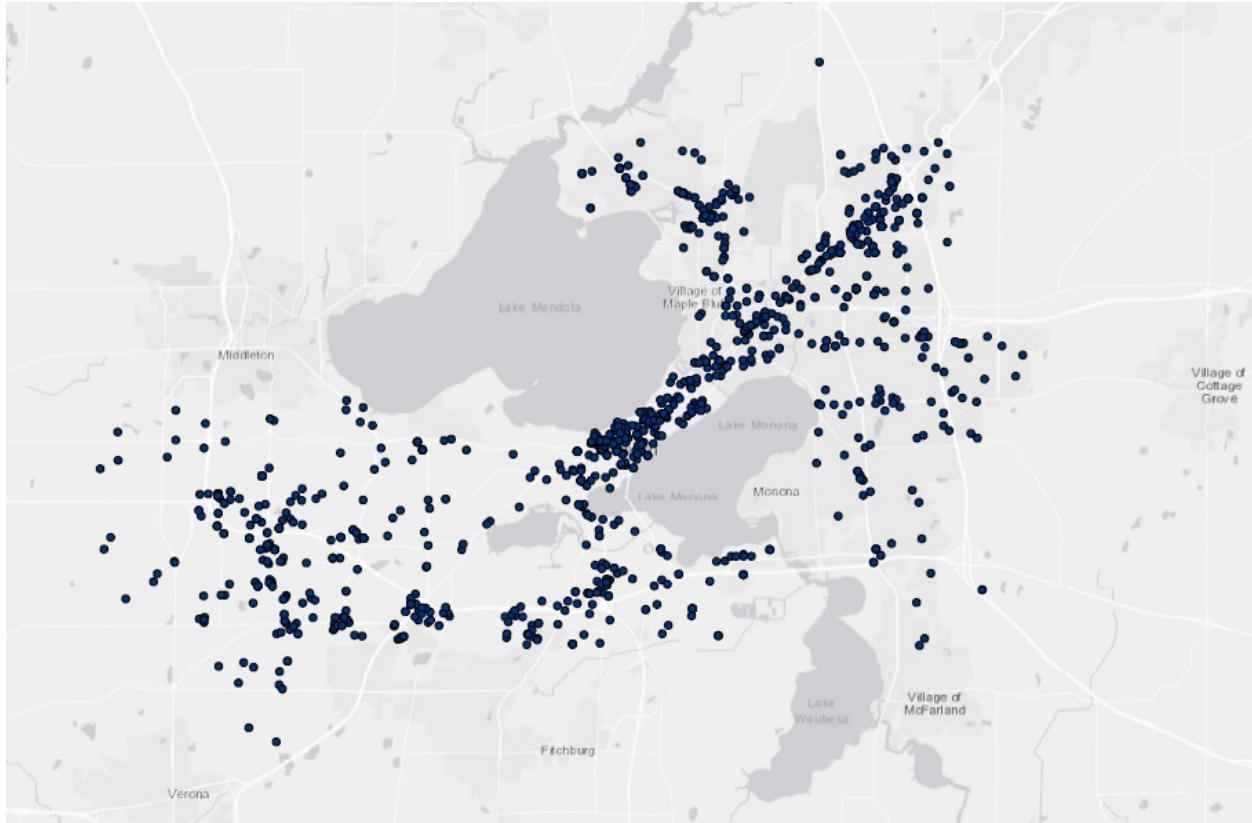 Lake Mendota
Village of
Maple Bluff
Middleton
Village of
Cottage
Grove
Lake Monona
Lake Monona
Monona
Village of
McFarland
Lake
Waubesa
Fitchburg
Verona